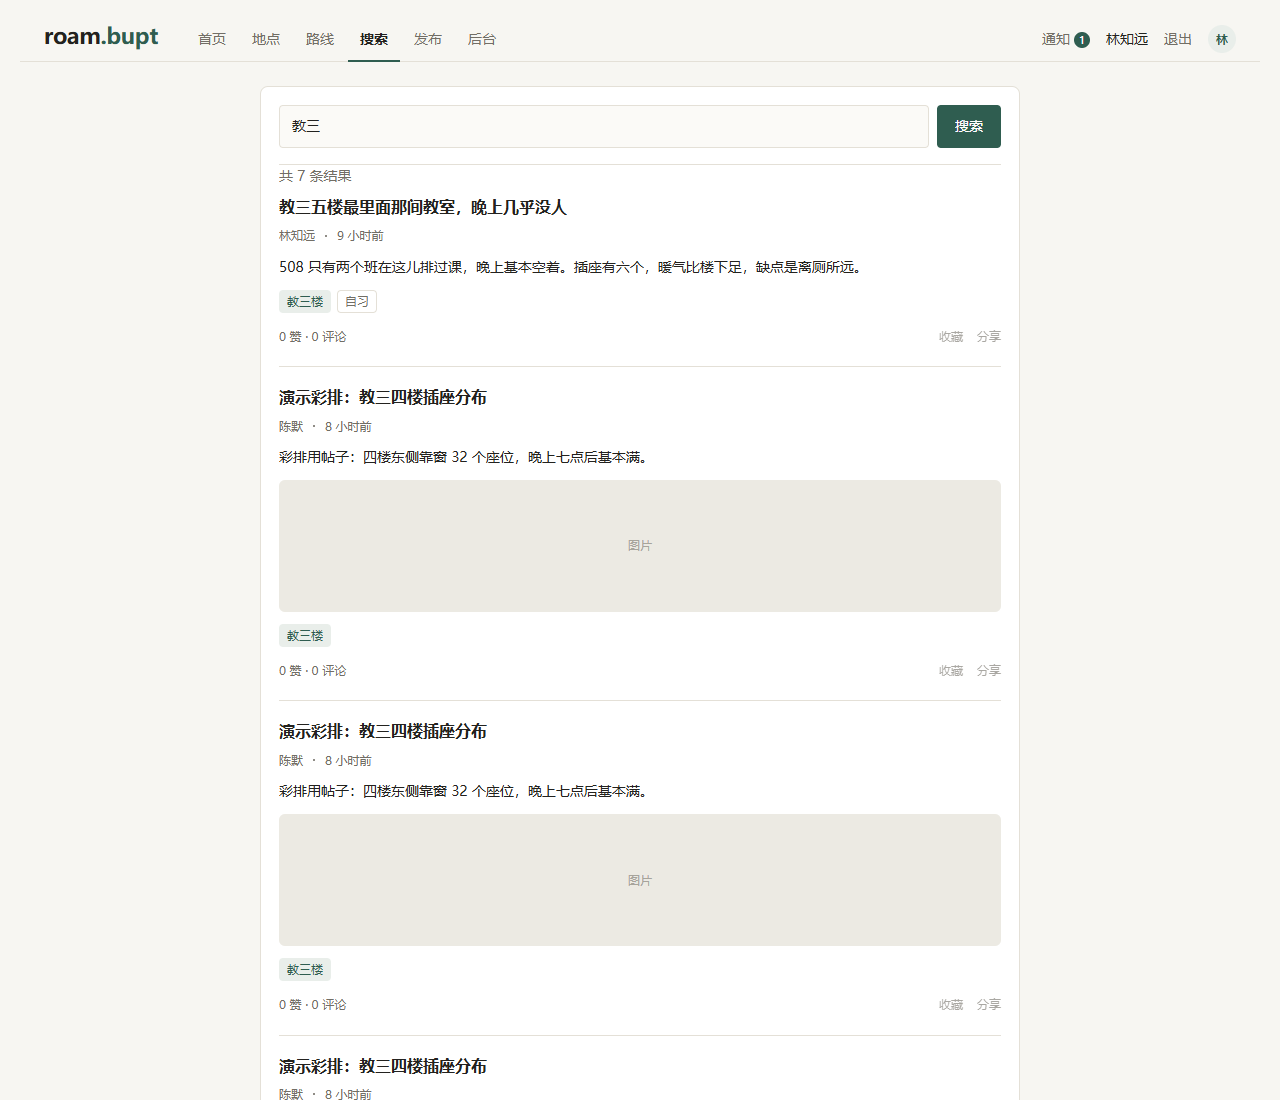 roam.bupt 首页 地点 路线 搜索 发布 后台 通知 1 林知远 退出 林
教三 搜索
共 7 条结果
教三五楼最里面那间教室，晚上几乎没人
林知远 · 9 小时前
508 只有两个班在这儿排过课，晚上基本空着。插座有六个，暖气比楼下足，缺点是离厕所远。
教三楼 自习
0 赞 · 0 评论 收藏 分享
演示彩排：教三四楼插座分布
陈默 · 8 小时前
彩排用帖子：四楼东侧靠窗 32 个座位，晚上七点后基本满。
图片
教三楼
0 赞 · 0 评论 收藏 分享
演示彩排：教三四楼插座分布
陈默 · 8 小时前
彩排用帖子：四楼东侧靠窗 32 个座位，晚上七点后基本满。
图片
教三楼
0 赞 · 0 评论 收藏 分享
演示彩排：教三四楼插座分布
陈默 · 8 小时前